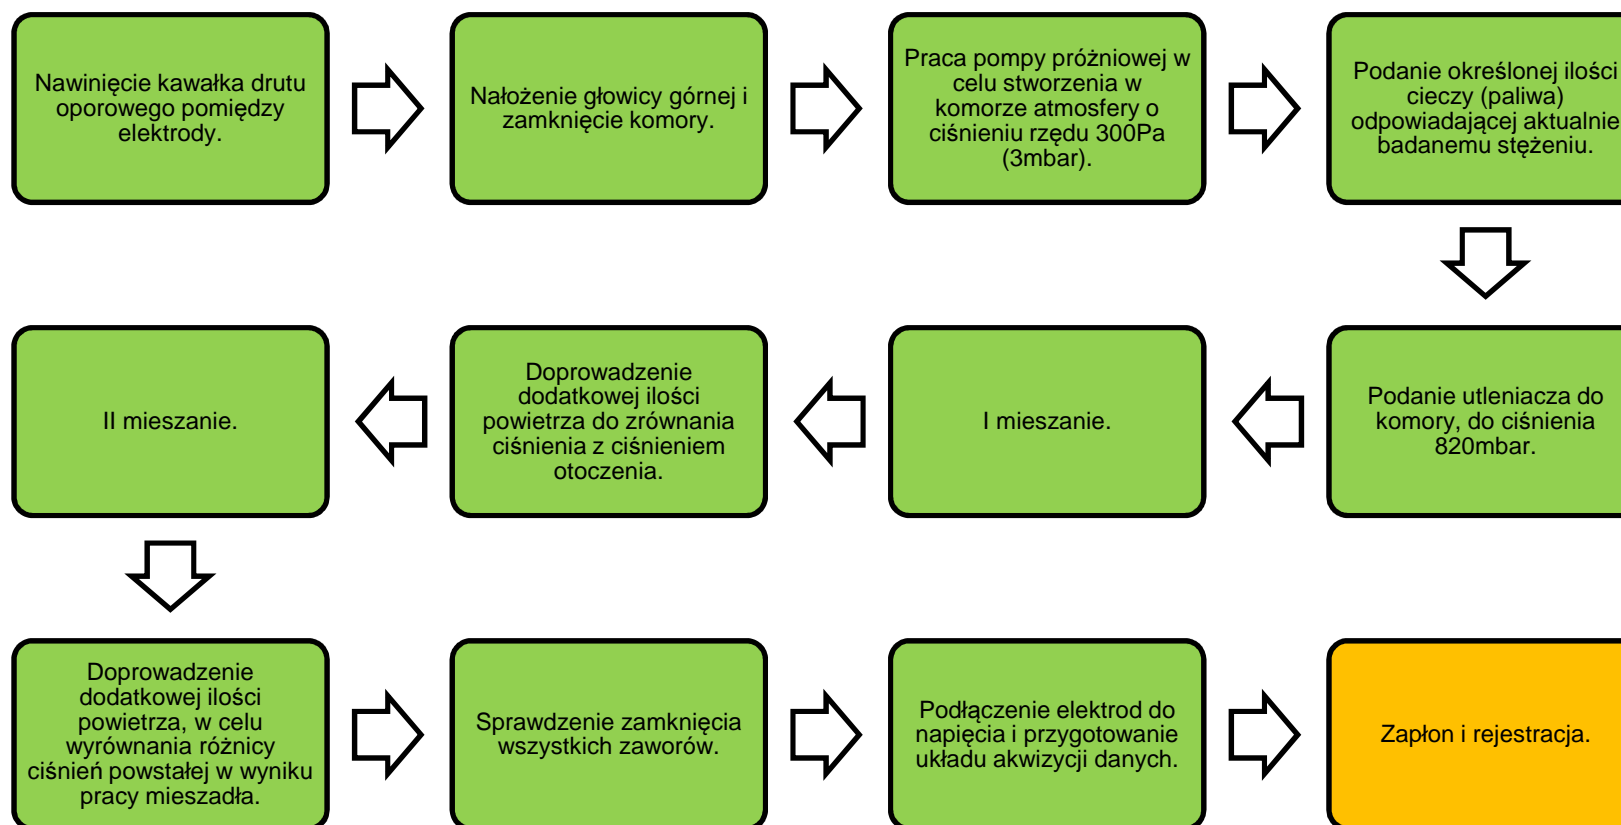 Nawinięcie kawałka drutu
oporowego pomiędzy
elektrody.
Nałożenie głowicy górnej i
zamknięcie komory.
Praca pompy próżniowej w
celu stworzenia w
komorze atmosfery o
ciśnieniu rzędu 300Pa
(3mbar).
Podanie określonej ilości
cieczy (paliwa)
odpowiadającej aktualnie
badanemu stężeniu.
Podanie utleniacza do
komory, do ciśnienia
820mbar.
I mieszanie.
Doprowadzenie
dodatkowej ilości
powietrza do zrównania
ciśnienia z ciśnieniem
otoczenia.
II mieszanie.
Doprowadzenie
dodatkowej ilości
powietrza, w celu
wyrównania różnicy
ciśnień powstałej w wyniku
pracy mieszadła.
Sprawdzenie zamknięcia
wszystkich zaworów.
Podłączenie elektrod do
napięcia i przygotowanie
układu akwizycji danych.
Zapłon i rejestracja.